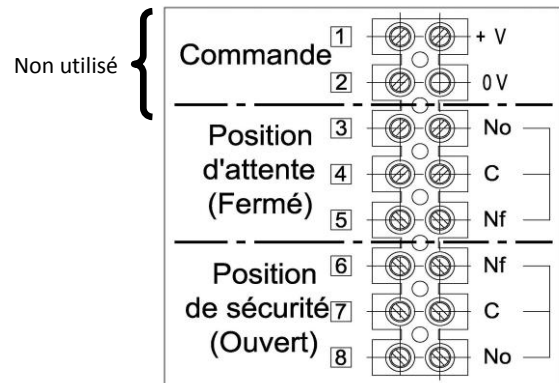 Non utilisé
Commande
1 + V
2 0 V
Position
d'attente
(Fermé)
3 No
4 C
5 Nf
Position
de sécurité
(Ouvert)
6 Nf
7 C
8 No